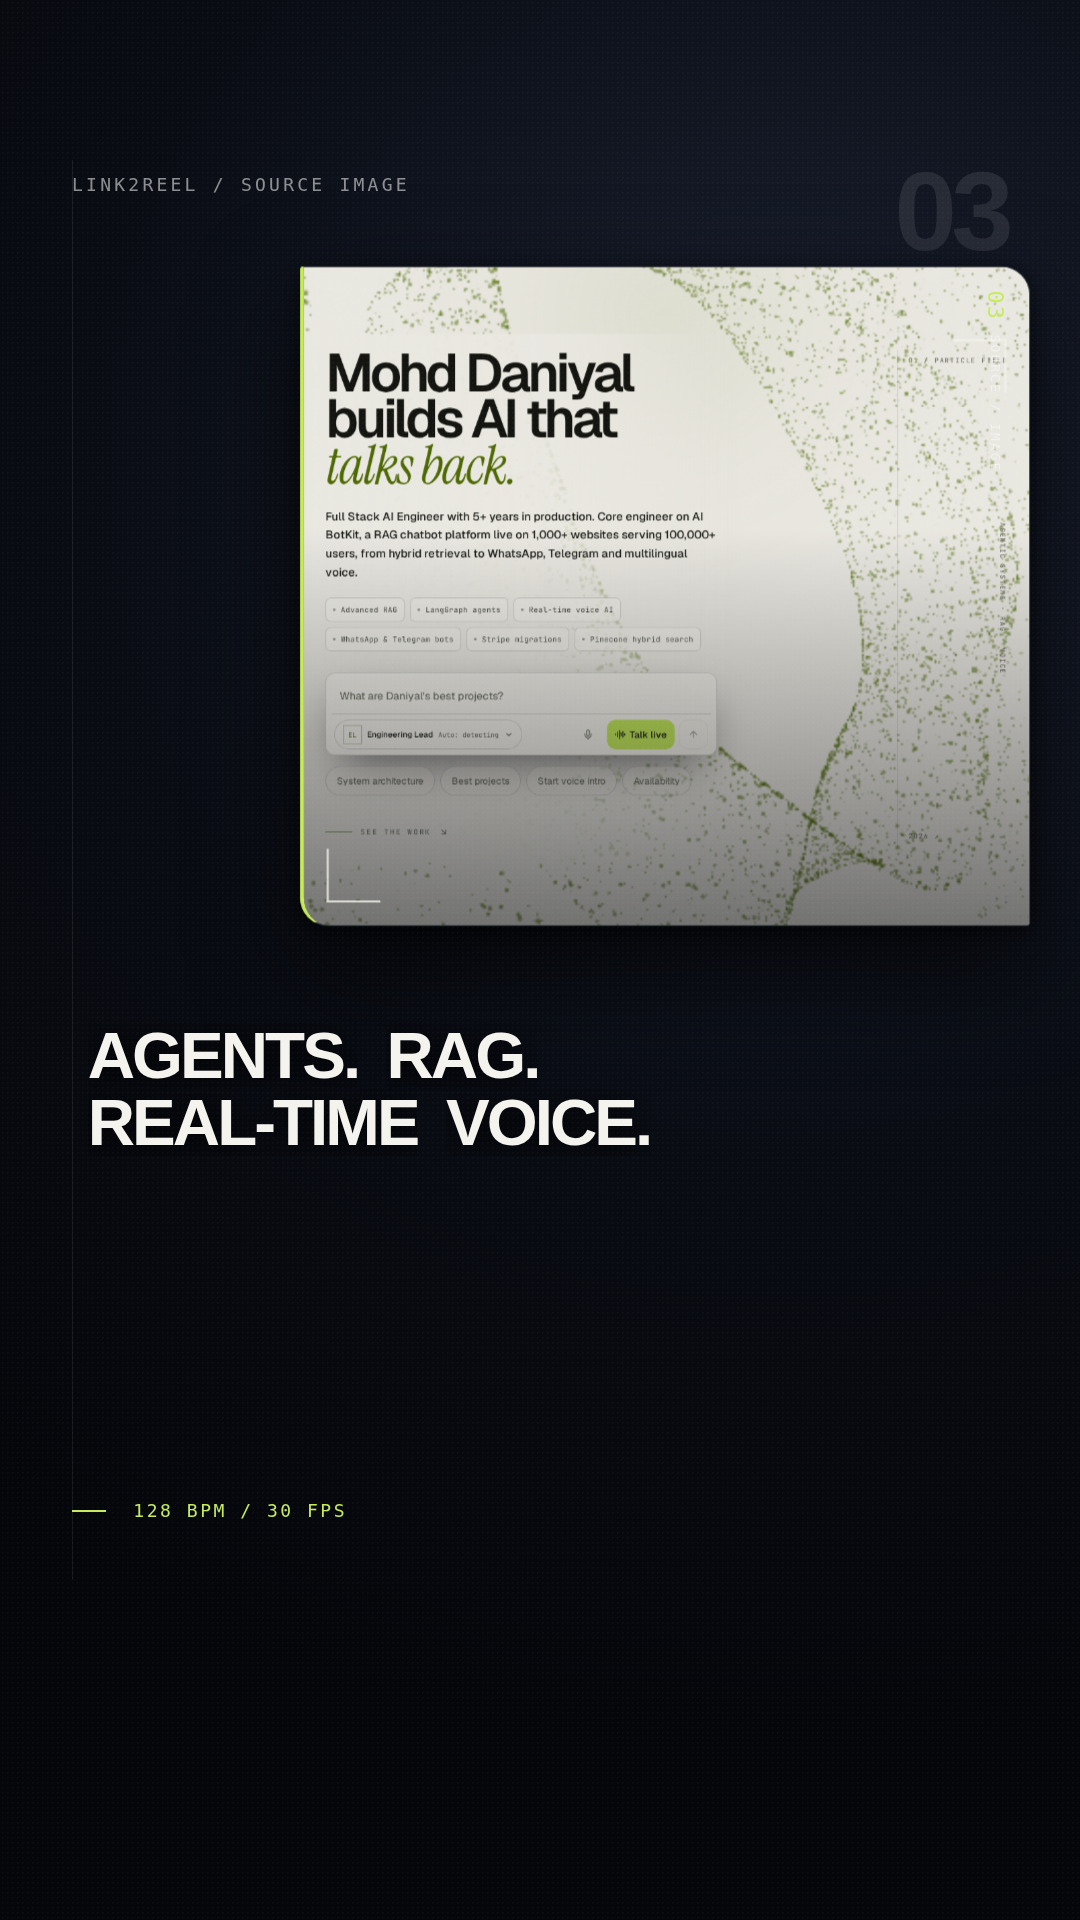 LINK2REEL / SOURCE IMAGE
03
03
01 / PARTICLE FIELD
Mohd Daniyal
builds AI that
talks back.
Full Stack AI Engineer with 5+ years in production. Core engineer on AI
BotKit, a RAG chatbot platform live on 1,000+ websites serving 100,000+
users, from hybrid retrieval to WhatsApp, Telegram and multilingual
voice.
Advanced RAG
LangGraph agents
Real-time voice AI
WhatsApp & Telegram bots
Stripe migrations
Pinecone hybrid search
What are Daniyal's best projects?
EL Engineering Lead Auto: detecting
Talk live
System architecture
Best projects
Start voice intro
Availability
SEE THE WORK
AGENTS. RAG.
REAL-TIME VOICE.
128 BPM / 30 FPS